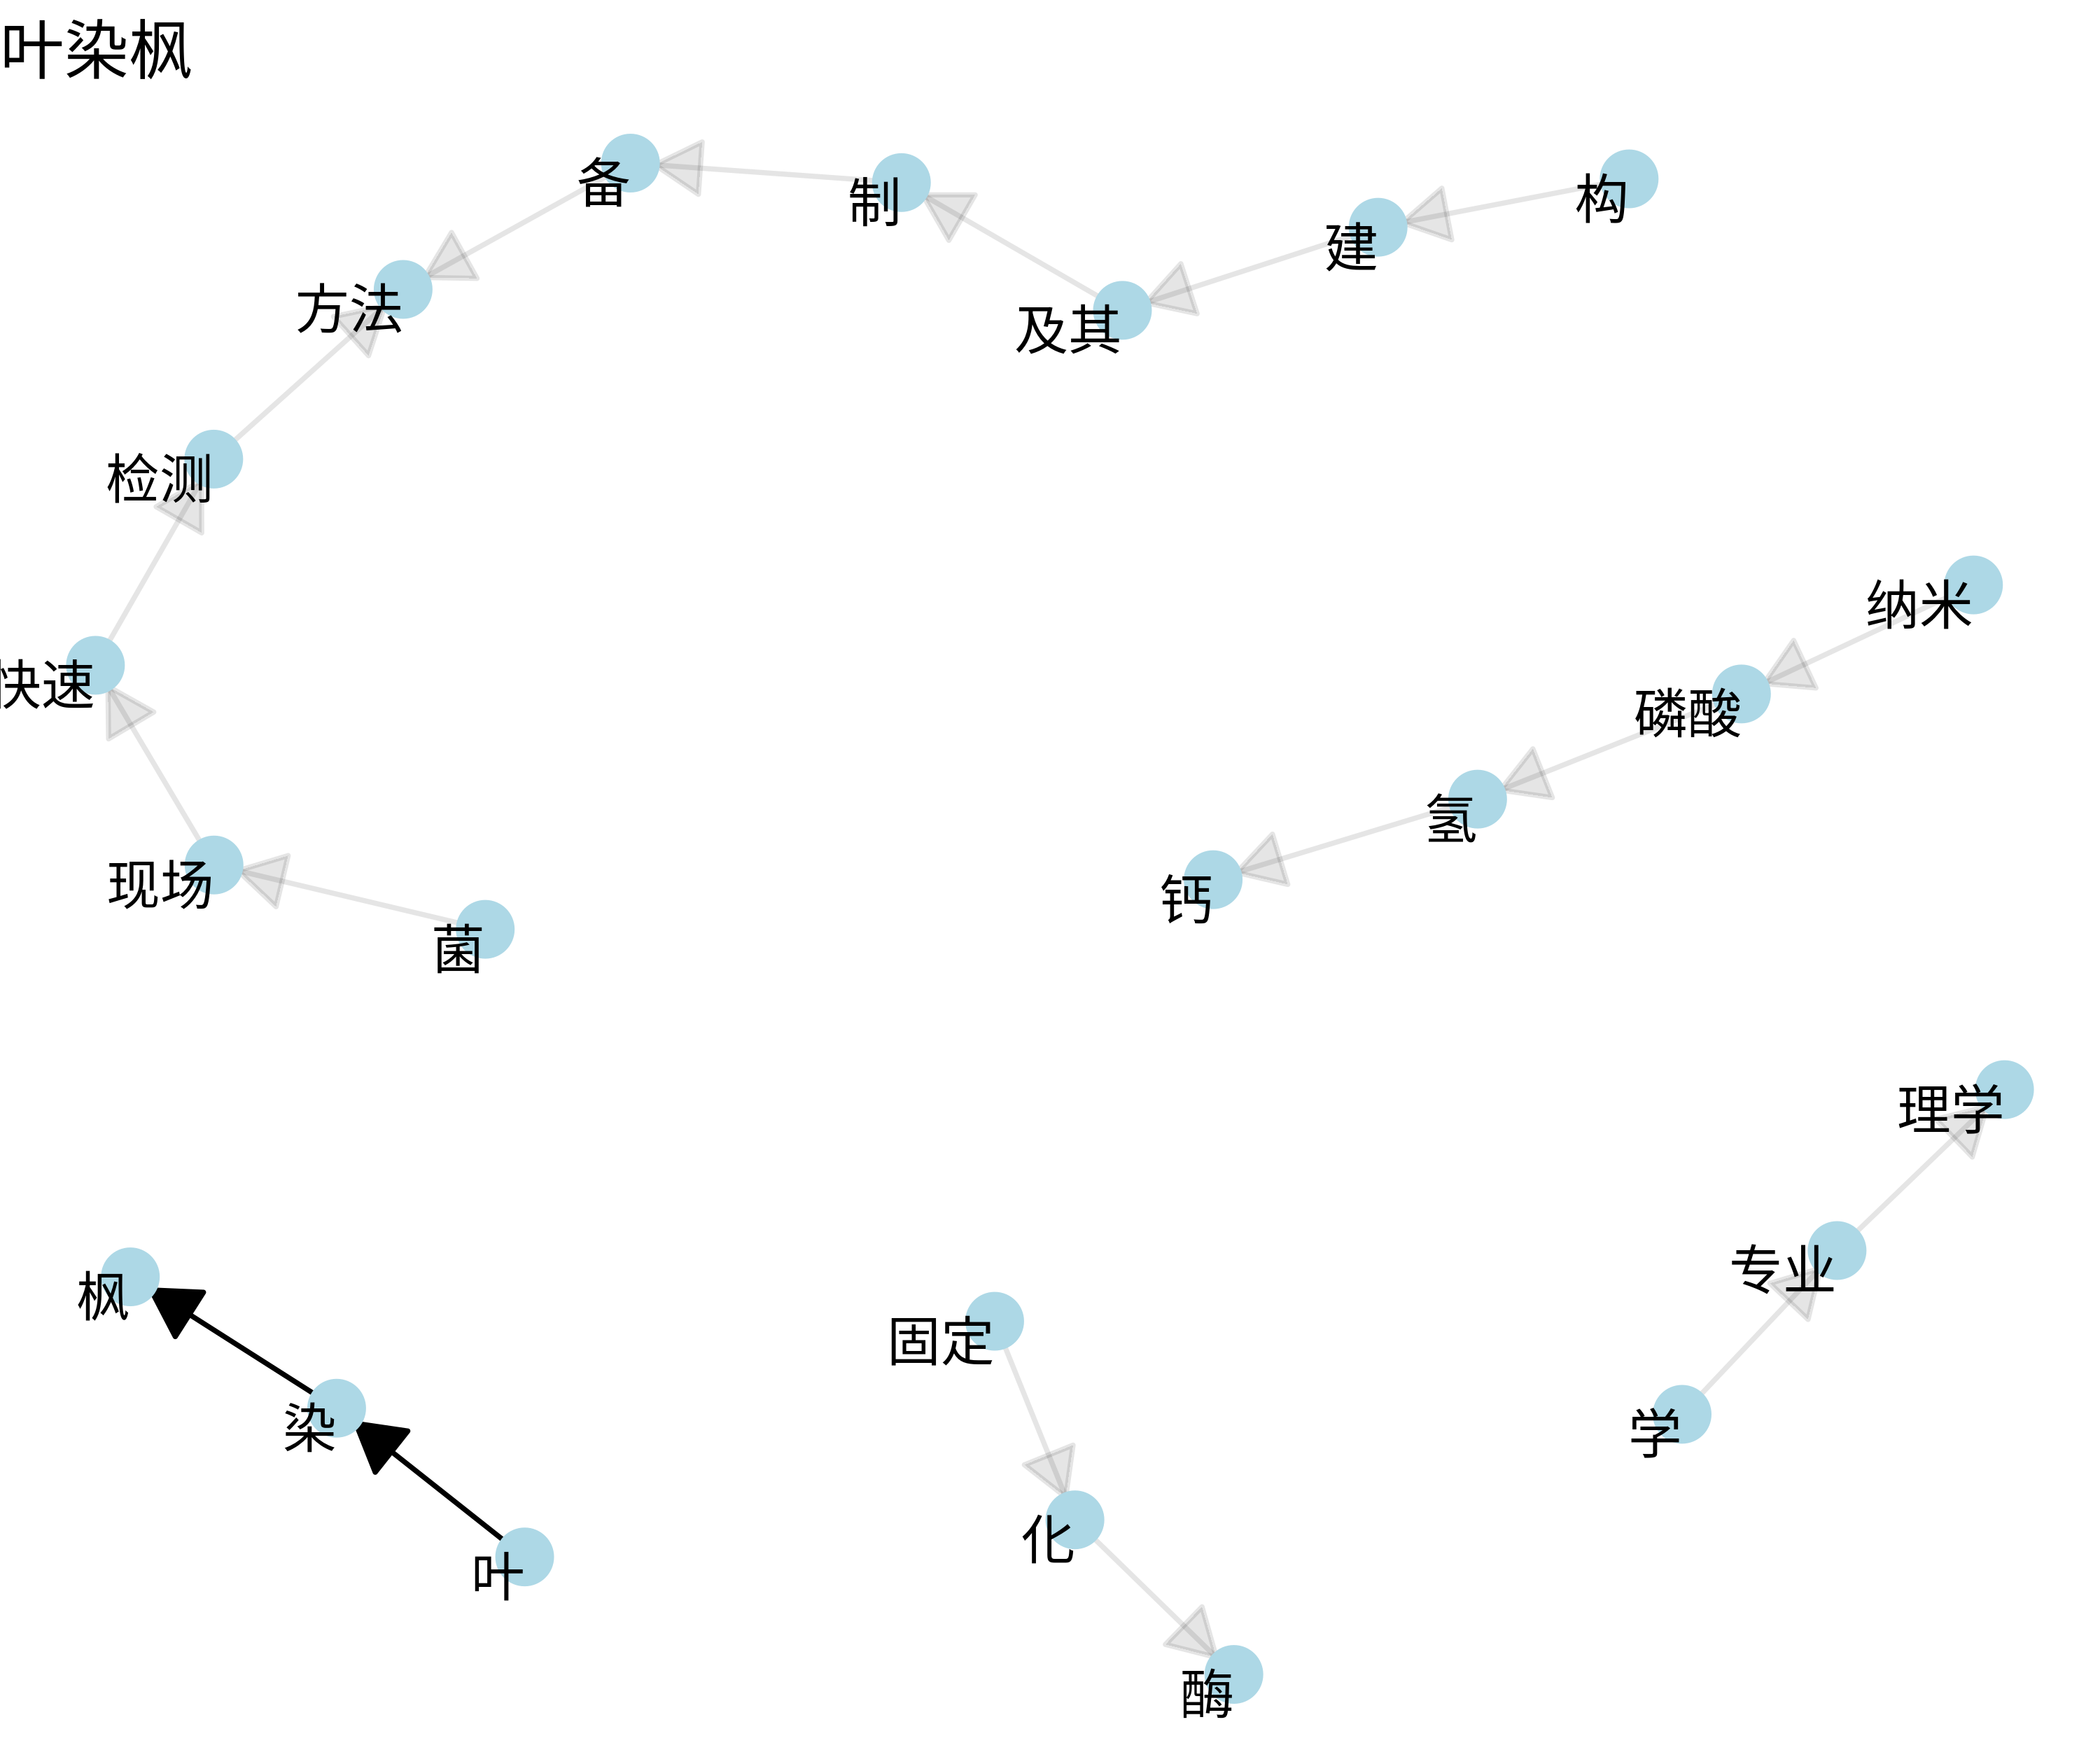 叶染枫
备
制
构
建
方法
及其
检测
纳米
快速
磷酸
氢
现场
钙
菌
理学
专业
枫
固定
染
学
化
叶
酶